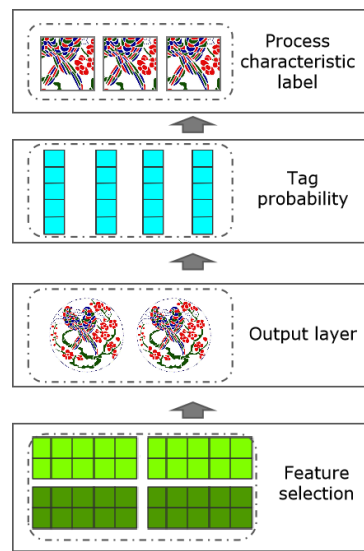 Process
characteristic
label
Tag
probability
Output layer
Feature
selection